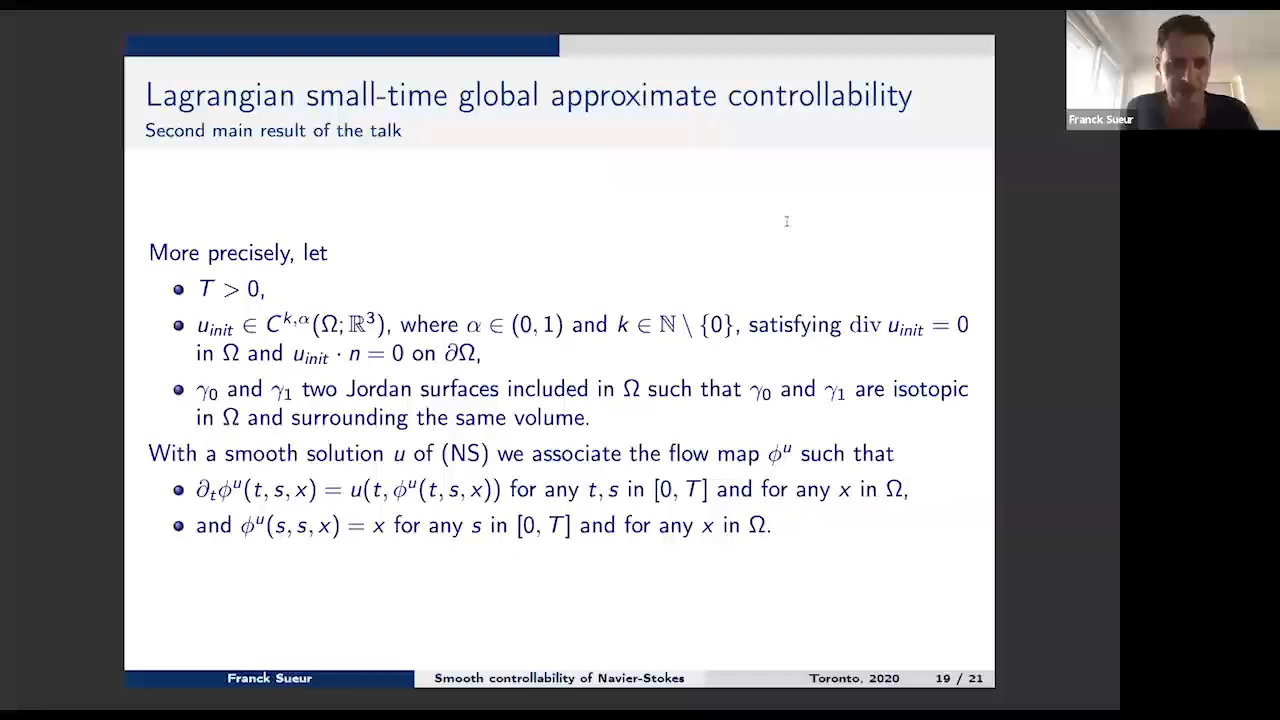 Lagrangian small-time global approximate controllability
Second main result of the talk
Franck Sueur
More precisely, let
T > 0,
u_init ∈ C^{k,α}(Ω; ℝ³), where α ∈ (0, 1) and k ∈ ℕ \ {0}, satisfying div u_init = 0
in Ω and u_init · n = 0 on ∂Ω,
γ₀ and γ₁ two Jordan surfaces included in Ω such that γ₀ and γ₁ are isotopic
in Ω and surrounding the same volume.
With a smooth solution u of (NS) we associate the flow map ϕᵘ such that
∂ₜϕᵘ(t, s, x) = u(t, ϕᵘ(t, s, x)) for any t, s in [0, T] and for any x in Ω,
and ϕᵘ(s, s, x) = x for any s in [0, T] and for any x in Ω.
Franck Sueur Smooth controllability of Navier-Stokes Toronto, 2020 19 / 21